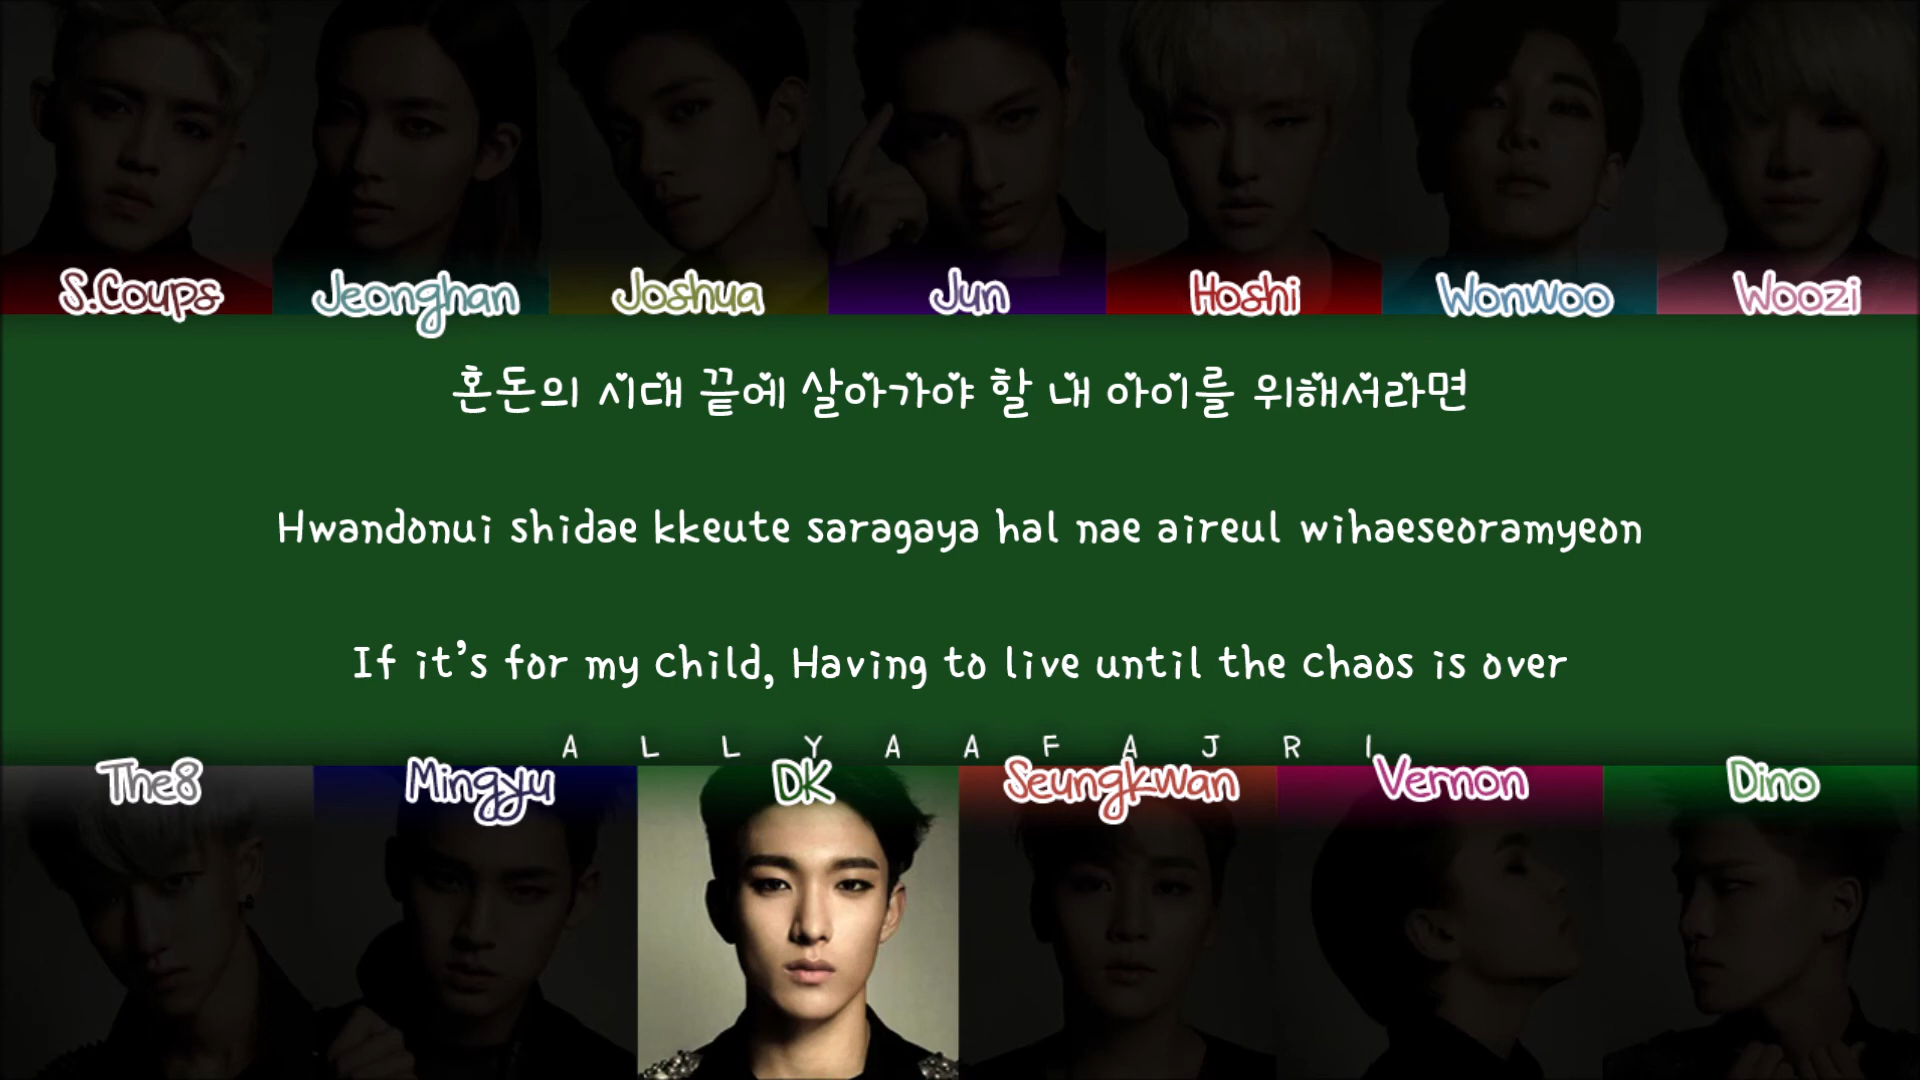 S.Coups Jeonghan Joshua Jun Hoshi Wonwoo Woozi
혼돈의 시대 끝에 살아가야 할 내 아이를 위해서라면
Hwandonui shidae kkeute saragaya hal nae aireul wihaeseoramyeon
If it's for my child, Having to live until the chaos is over
A L L Y A A F A J R I
The8 Mingyu DK Seungkwan Vernon Dino